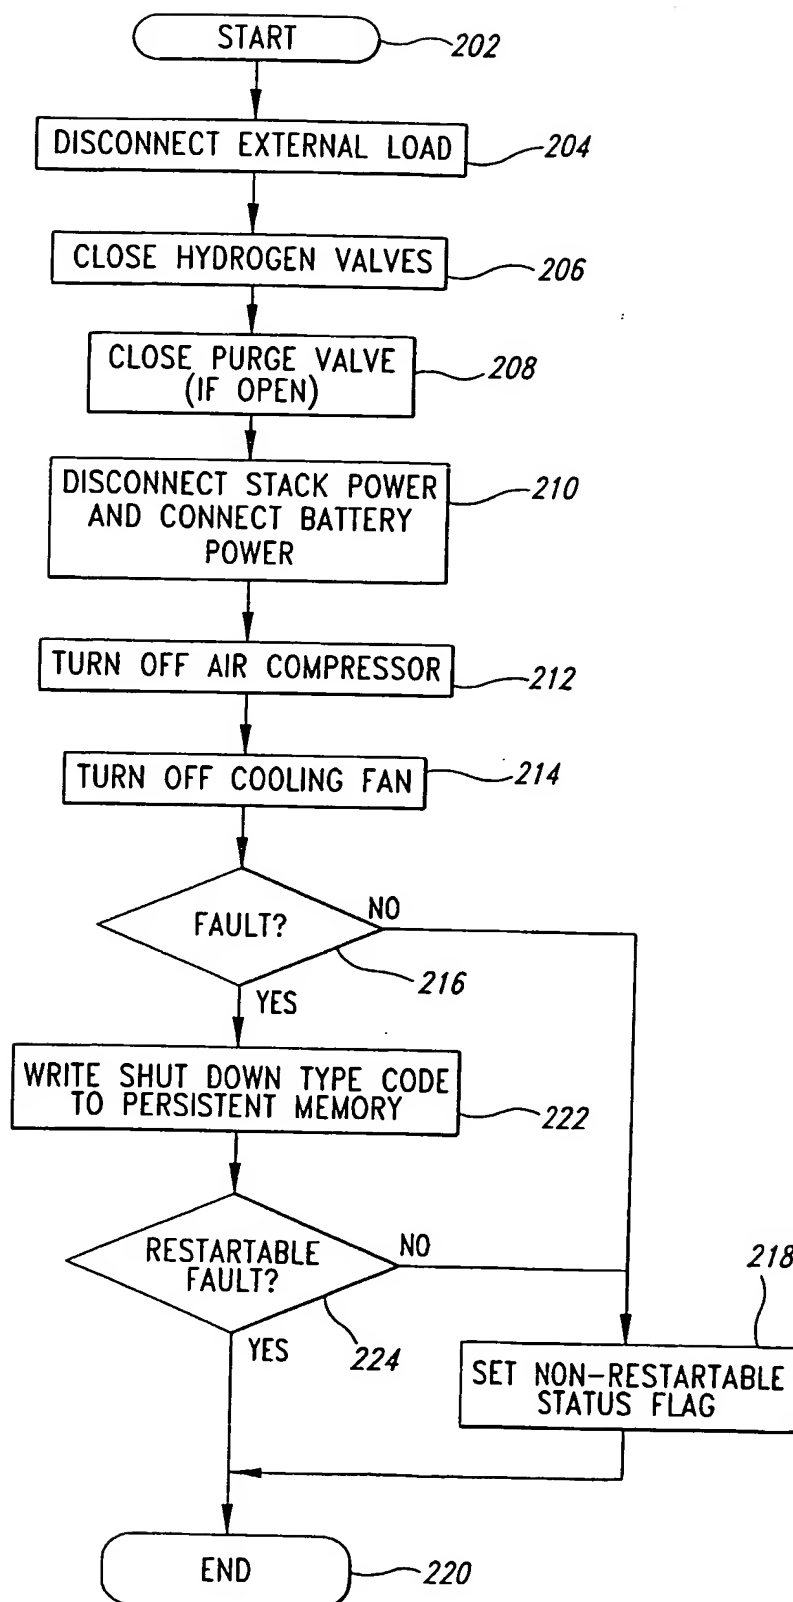 START
202
DISCONNECT EXTERNAL LOAD
204
CLOSE HYDROGEN VALVES
206
CLOSE PURGE VALVE
(IF OPEN)
208
DISCONNECT STACK POWER
AND CONNECT BATTERY
POWER
210
TURN OFF AIR COMPRESSOR
212
TURN OFF COOLING FAN
214
FAULT?
NO
216
YES
WRITE SHUT DOWN TYPE CODE
TO PERSISTENT MEMORY
222
RESTARTABLE
FAULT?
NO
224
YES
218
SET NON-RESTARTABLE
STATUS FLAG
END
220